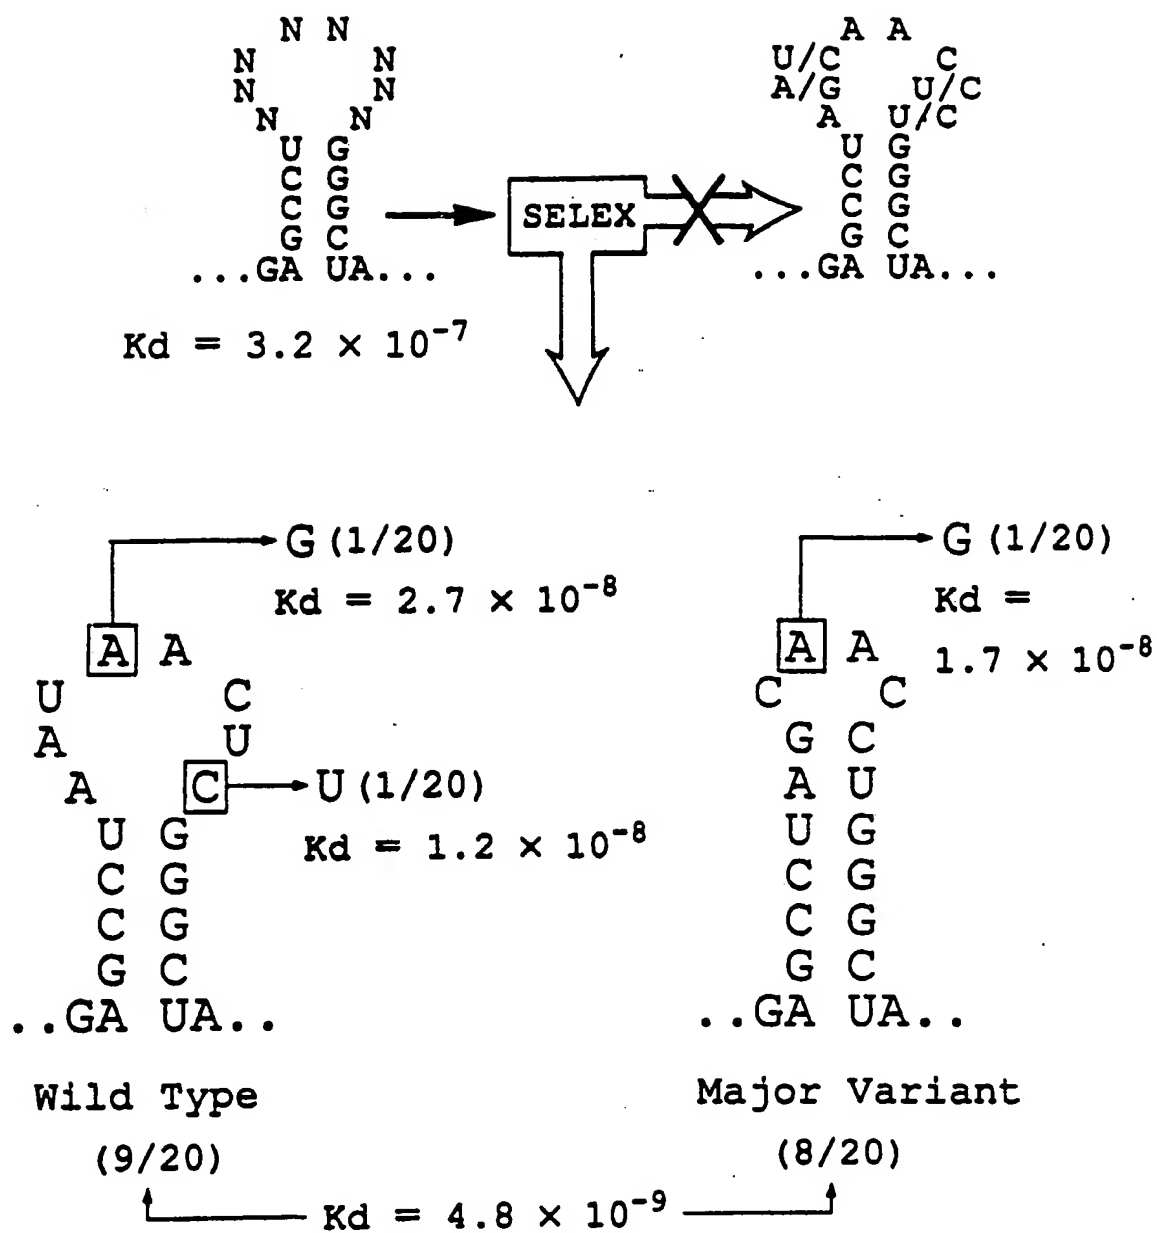 N N
N N
N N
N N
U G
C G
C G
G C
...GA UA...
Kd = 3.2 × 10⁻⁷
SELEX
A A
U/C C
A/G U/C
A U/C
U G
C G
C G
G C
...GA UA...
G (1/20)
Kd = 2.7 × 10⁻⁸
A A
U C
A U
A C
U (1/20)
Kd = 1.2 × 10⁻⁸
U G
C G
C G
G C
..GA UA..
Wild Type
(9/20)
G (1/20)
Kd =
1.7 × 10⁻⁸
A A
C C
G C
A U
U G
C G
C G
G C
..GA UA..
Major Variant
(8/20)
Kd = 4.8 × 10⁻⁹